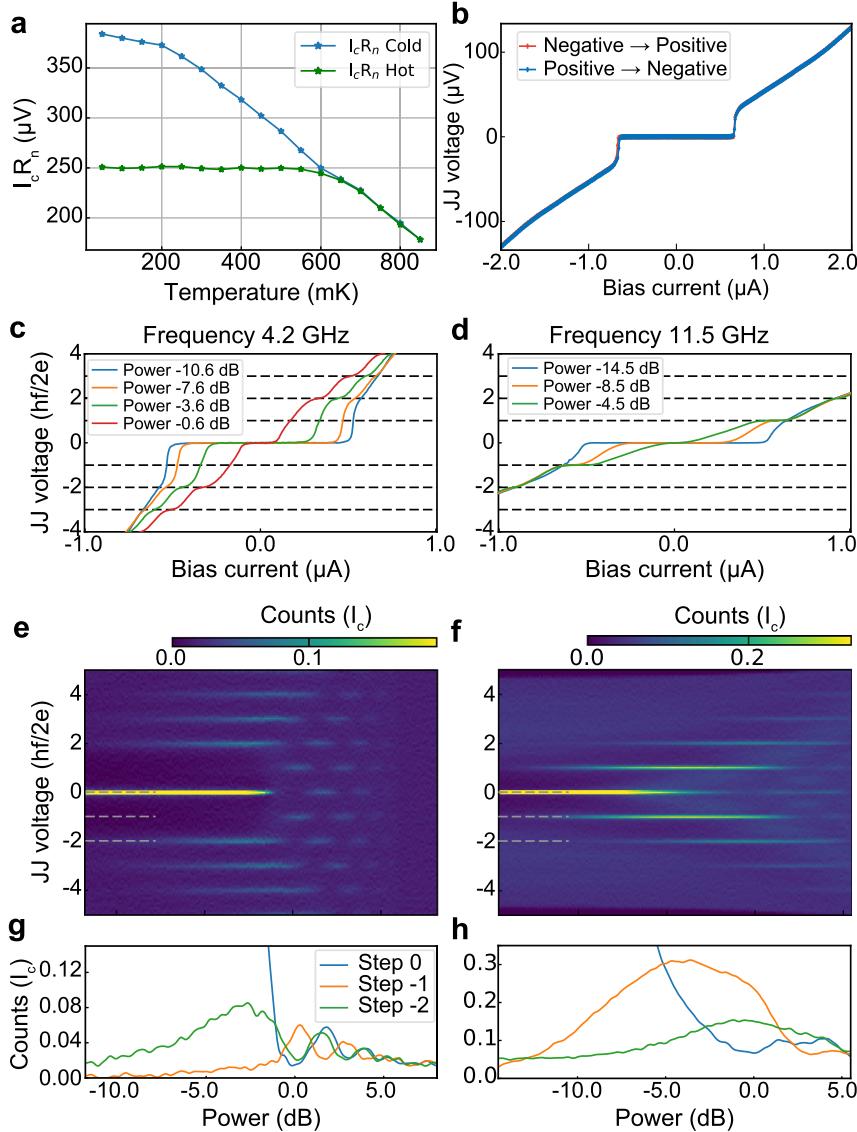 a
I_cR_n Cold
I_cR_n Hot
350
300
250
200
I_cR_n
(µV)
200
400
600
800
Temperature (mK)
b
Negative → Positive
Positive → Negative
100
0
-100
JJ voltage (µV)
-2.0
-1.0
0.0
1.0
2.0
Bias current (µA)
c
Frequency 4.2 GHz
Power -10.6 dB
Power -7.6 dB
Power -3.6 dB
Power -0.6 dB
4
2
0
-2
-4
JJ voltage (hf/2e)
-1.0
0.0
1.0
Bias current (µA)
d
Frequency 11.5 GHz
Power -14.5 dB
Power -8.5 dB
Power -4.5 dB
4
2
0
-2
-4
-1.0
0.0
1.0
Bias current (µA)
e
Counts (I_c)
0.0
0.1
4
2
0
-2
-4
JJ voltage (hf/2e)
f
Counts (I_c)
0.0
0.2
4
2
0
-2
-4
g
Step 0
Step -1
Step -2
0.12
0.08
0.04
0.00
Counts (I_c)
-10.0
-5.0
0.0
5.0
Power (dB)
h
0.3
0.2
0.1
0.0
-10.0
-5.0
0.0
5.0
Power (dB)